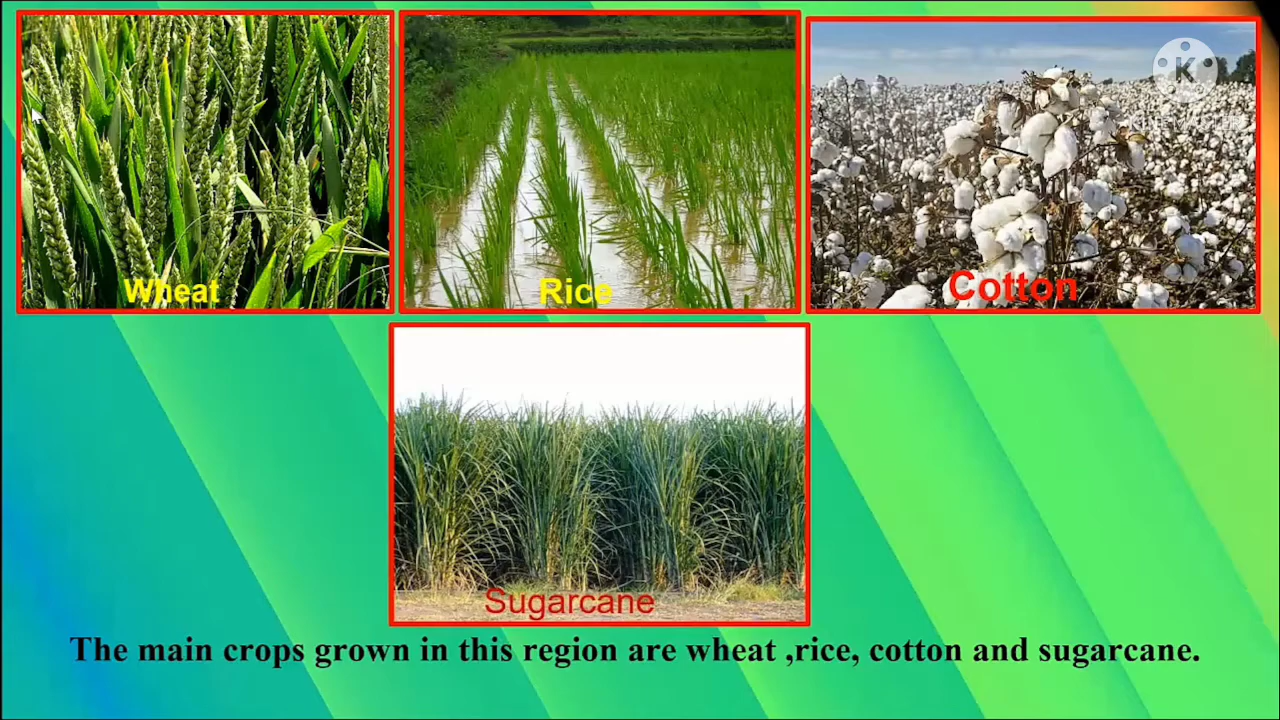 Wheat
Rice
Cotton
K
Sugarcane
The main crops grown in this region are wheat ,rice, cotton and sugarcane.